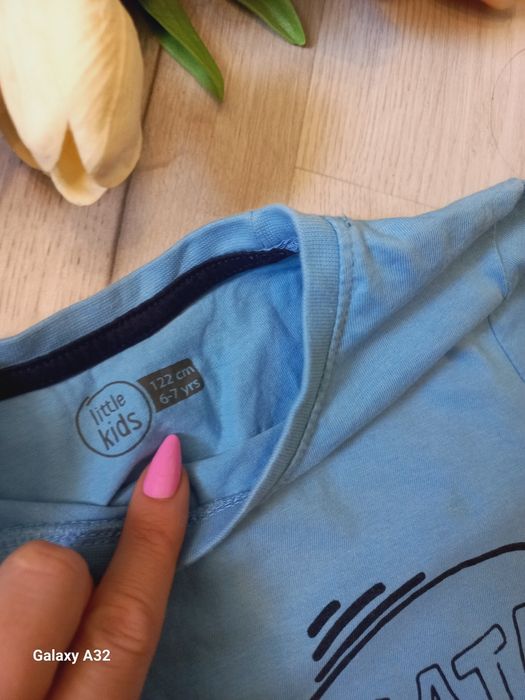 little
kids
122 cm
6-7 yrs
Galaxy A32